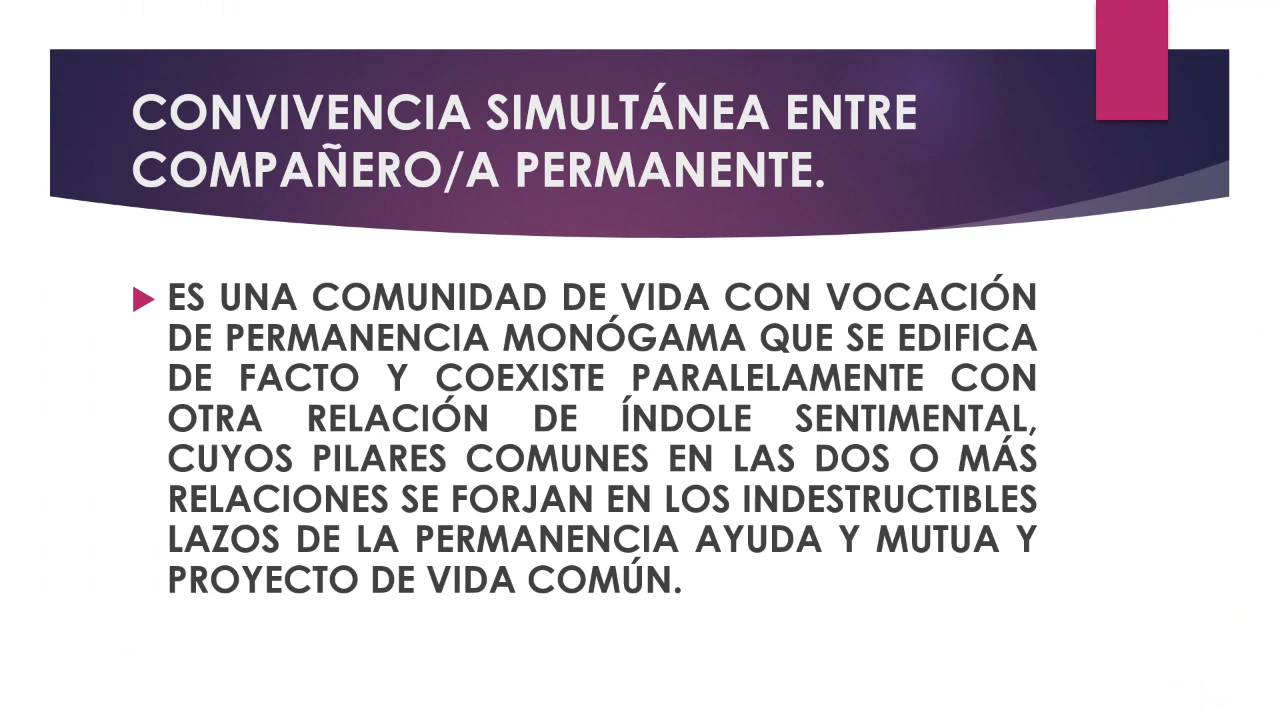 CONVIVENCIA SIMULTÁNEA ENTRE
COMPAÑERO/A PERMANENTE.
ES UNA COMUNIDAD DE VIDA CON VOCACIÓN
DE PERMANENCIA MONÓGAMA QUE SE EDIFICA
DE FACTO Y COEXISTE PARALELAMENTE CON
OTRA RELACIÓN DE ÍNDOLE SENTIMENTAL,
CUYOS PILARES COMUNES EN LAS DOS O MÁS
RELACIONES SE FORJAN EN LOS INDESTRUCTIBLES
LAZOS DE LA PERMANENCIA AYUDA Y MUTUA Y
PROYECTO DE VIDA COMÚN.